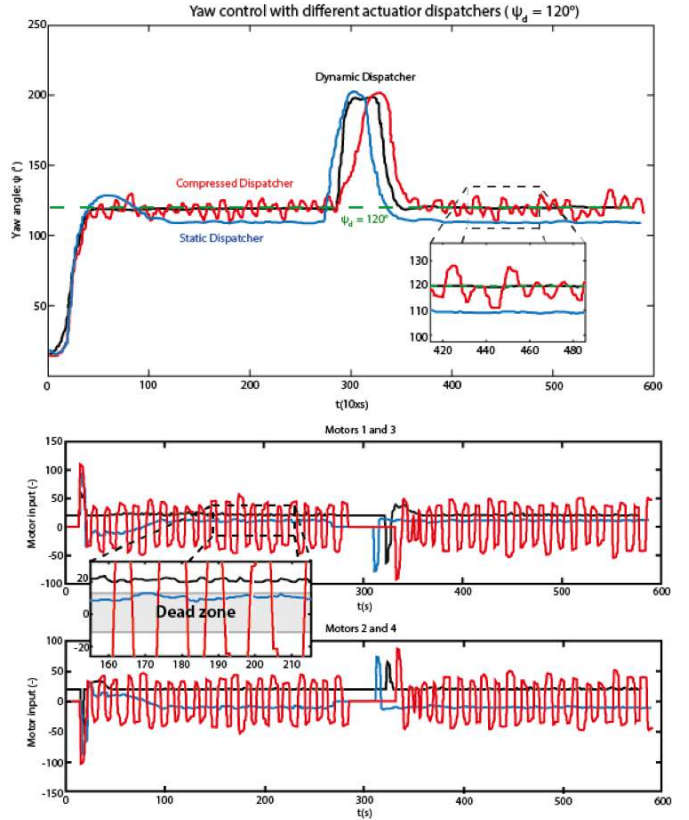 Yaw control with different actuatior dispatchers ( ψd = 120°)
250
200
150
100
50
Yaw angle: ψ (°)
Dynamic Dispatcher
Compressed Dispatcher
ψd = 120°
Static Dispatcher
130
120
110
100
420 440 460 480
0 100 200 300 400 500 600
t(10xs)
Motors 1 and 3
150
100
50
0
-50
-100
Motor input (-)
0 100 200 300 400 500 600
t(s)
20
0
-20
Dead zone
160 170 180 190 200 210
Motors 2 and 4
100
50
0
-50
-100
-150
Motor input (-)
0 100 200 300 400 500 600
t(s)